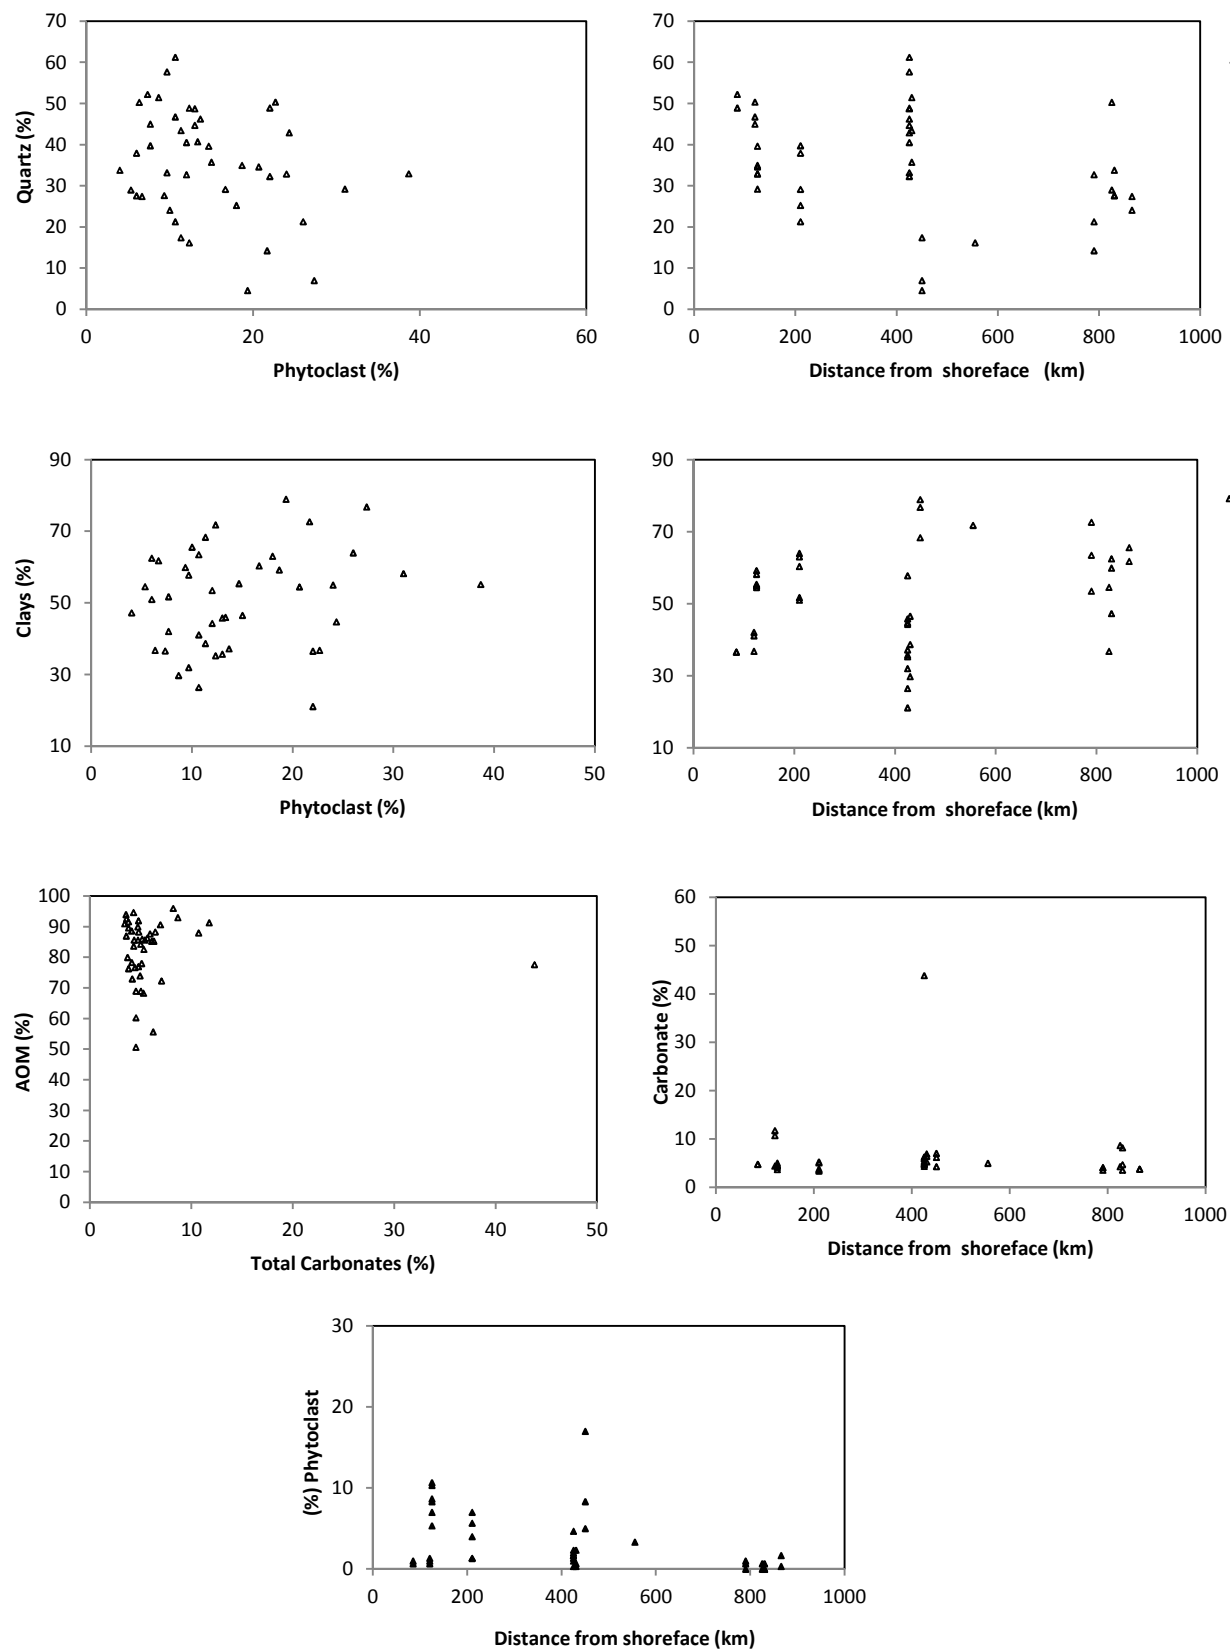 70
60
50
40
30
20
10
0
Quartz (%)
0 20 40 60
Phytoclast (%)
70
60
50
40
30
20
10
0
0 200 400 600 800 1000
Distance from shoreface (km)
90
70
50
30
10
Clays (%)
0 10 20 30 40 50
Phytoclast (%)
90
70
50
30
10
0 200 400 600 800 1000
Distance from shoreface (km)
100
90
80
70
60
50
40
30
20
10
0
AOM (%)
0 10 20 30 40 50
Total Carbonates (%)
60
50
40
30
20
10
0
Carbonate (%)
0 200 400 600 800 1000
Distance from shoreface (km)
30
20
10
0
(%) Phytoclast
0 200 400 600 800 1000
Distance from shoreface (km)